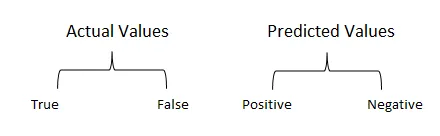 Actual Values
Predicted Values
True
False
Positive
Negative